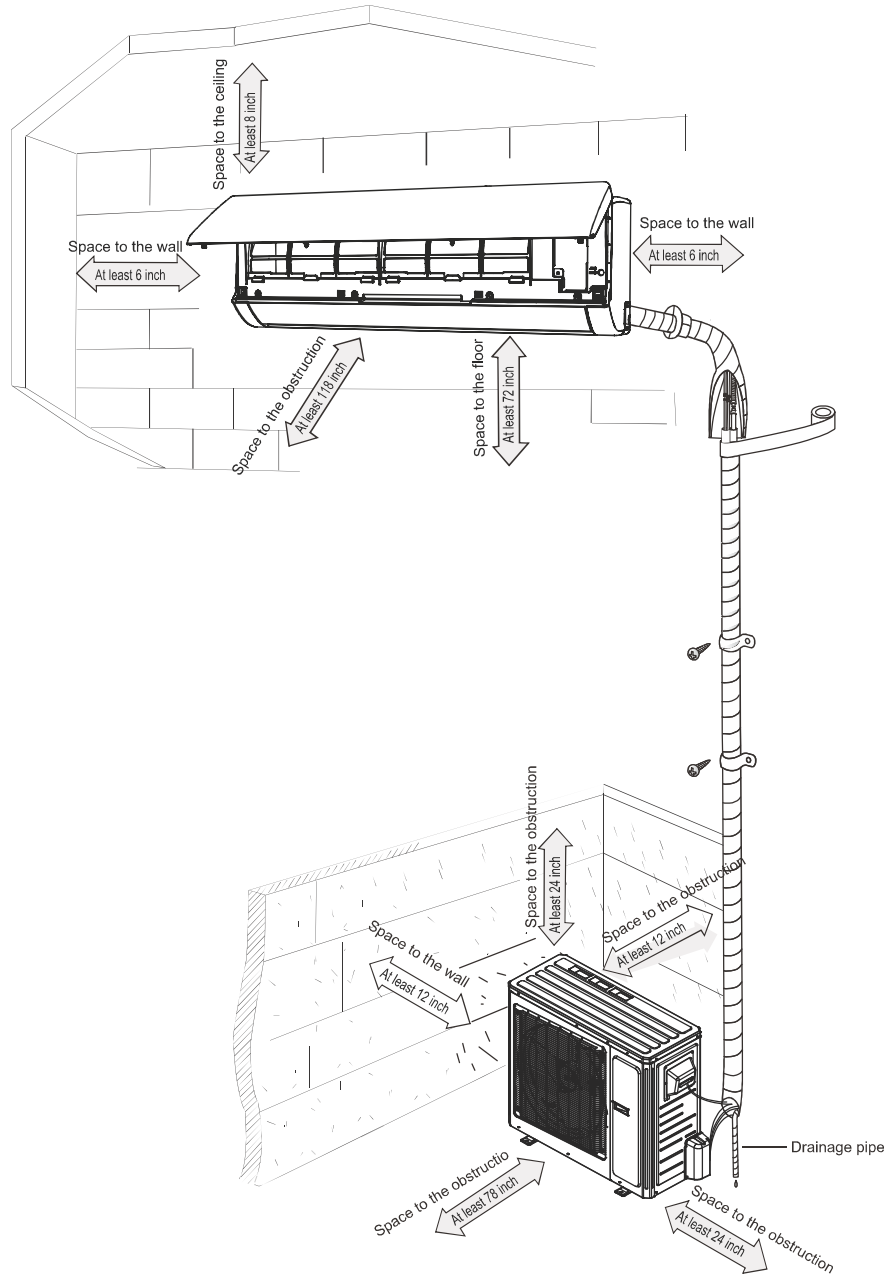 Space to the ceiling
At least 8 inch
Space to the wall
At least 6 inch
Space to the wall
At least 6 inch
Space to the obstruction
At least 118 inch
Space to the floor
At least 72 inch
Space to the obstruction
At least 24 inch
Space to the obstruction
At least 12 inch
Space to the wall
At least 12 inch
Drainage pipe
Space to the obstructio
At least 78 inch
Space to the obstruction
At least 24 inch